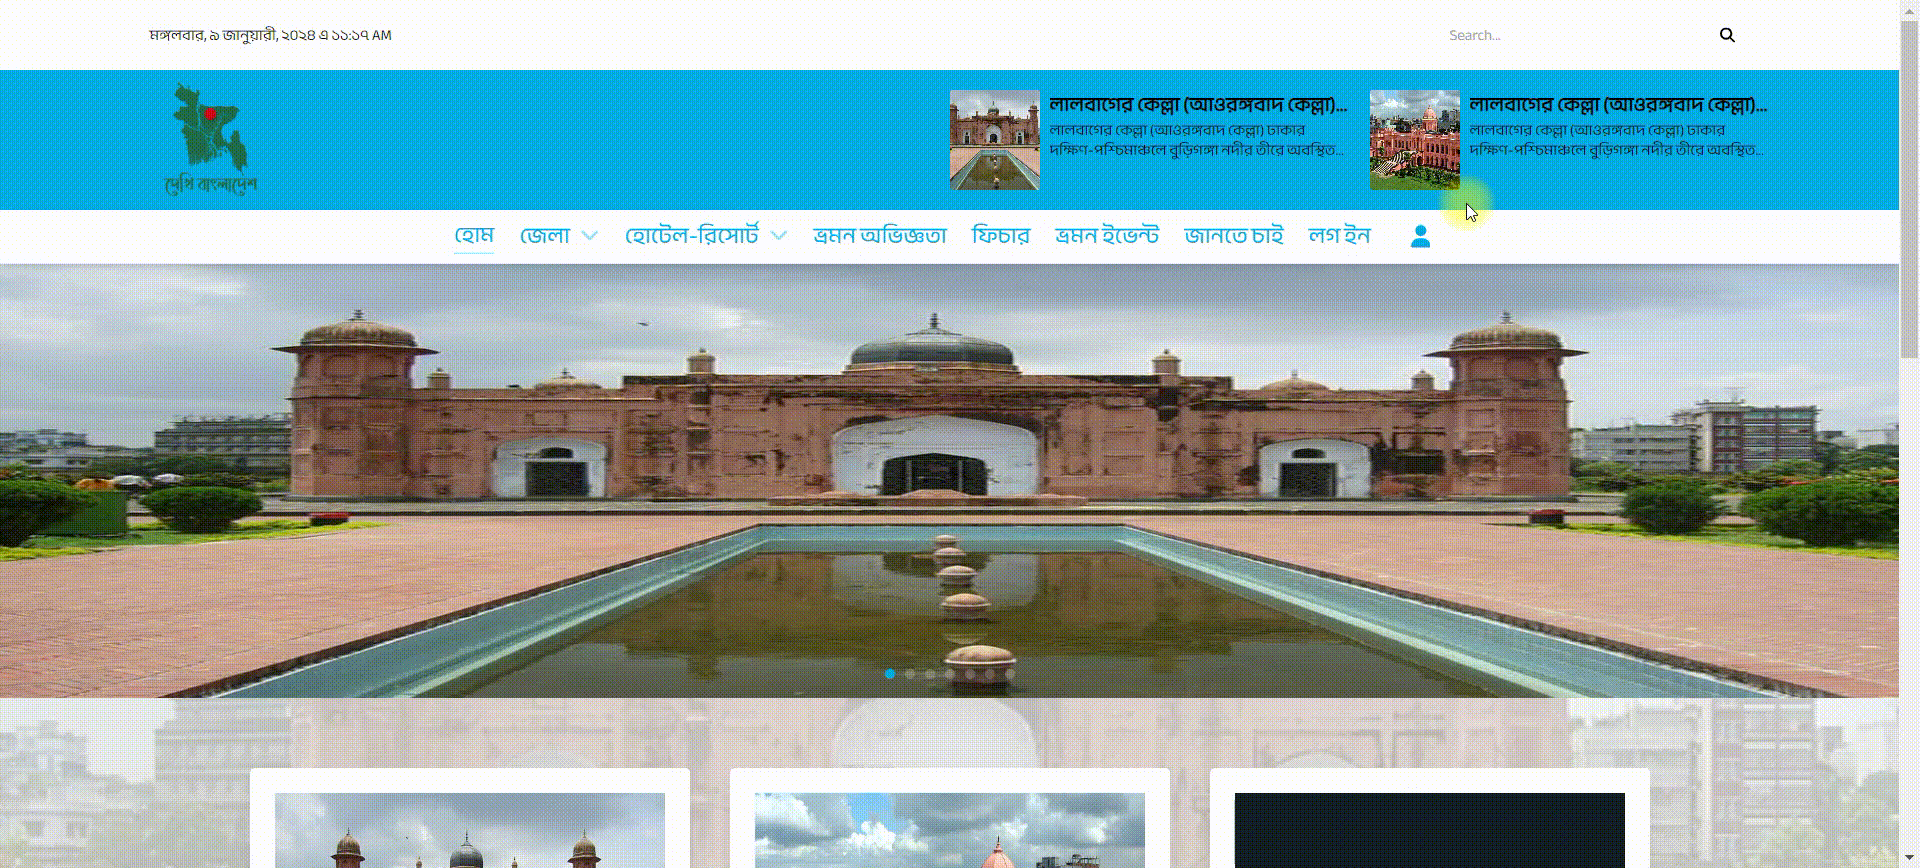 মঙ্গলবার, ৯ জানুয়ারী, ২০২৪ এ ১১:১৭ AM
Search...
দেখি বাংলাদেশ
লালবাগের কেল্লা (আওরঙ্গবাদ কেল্লা)...
লালবাগের কেল্লা (আওরঙ্গবাদ কেল্লা) ঢাকার
দক্ষিণ-পশ্চিমাঞ্চলে বুড়িগঙ্গা নদীর তীরে অবস্থিত...
লালবাগের কেল্লা (আওরঙ্গবাদ কেল্লা)...
লালবাগের কেল্লা (আওরঙ্গবাদ কেল্লা) ঢাকার
দক্ষিণ-পশ্চিমাঞ্চলে বুড়িগঙ্গা নদীর তীরে অবস্থিত...
হোম জেলা হোটেল-রিসোর্ট ভ্রমন অভিজ্ঞতা ফিচার ভ্রমন ইভেন্ট জানতে চাই লগ ইন